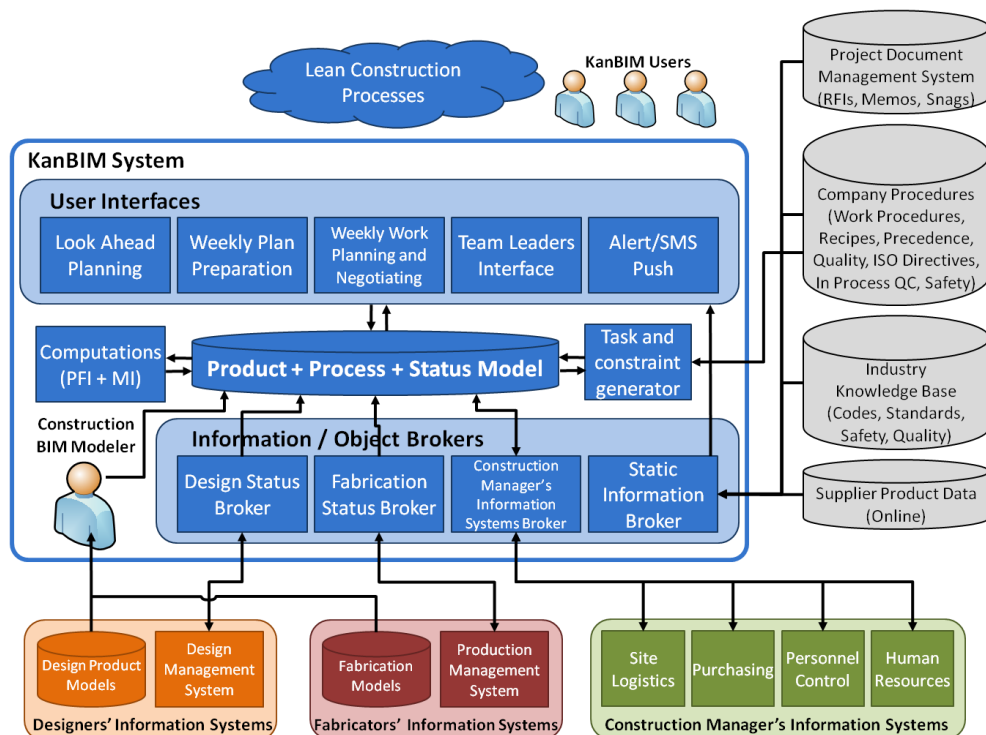 Lean Construction
Processes
KanBIM Users
Project Document
Management System
(RFIs, Memos, Snags)
KanBIM System
User Interfaces
Look Ahead
Planning
Weekly Plan
Preparation
Weekly Work
Planning and
Negotiating
Team Leaders
Interface
Alert/SMS
Push
Company Procedures
(Work Procedures,
Recipes, Precedence,
Quality, ISO Directives,
In Process QC, Safety)
Computations
(PFI + MI)
Product + Process + Status Model
Task and
constraint
generator
Industry
Knowledge Base
(Codes, Standards,
Safety, Quality)
Construction
BIM Modeler
Information / Object Brokers
Design Status
Broker
Fabrication
Status Broker
Construction
Manager's
Information
Systems Broker
Static
Information
Broker
Supplier Product Data
(Online)
Design Product
Models
Design
Management
System
Designers' Information Systems
Fabrication
Models
Production
Management
System
Fabricators' Information Systems
Site
Logistics
Purchasing
Personnel
Control
Human
Resources
Construction Manager's Information Systems